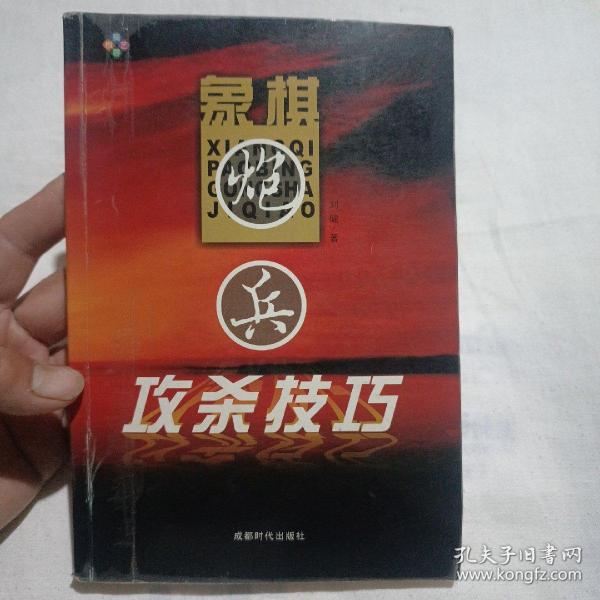 象棋
XIANGQI
PAOBING
GONGSHA
JIQIAO
炮
刘健 著
兵
攻杀技巧
成都时代出版社
孔夫子旧书网
www.kongfz.com